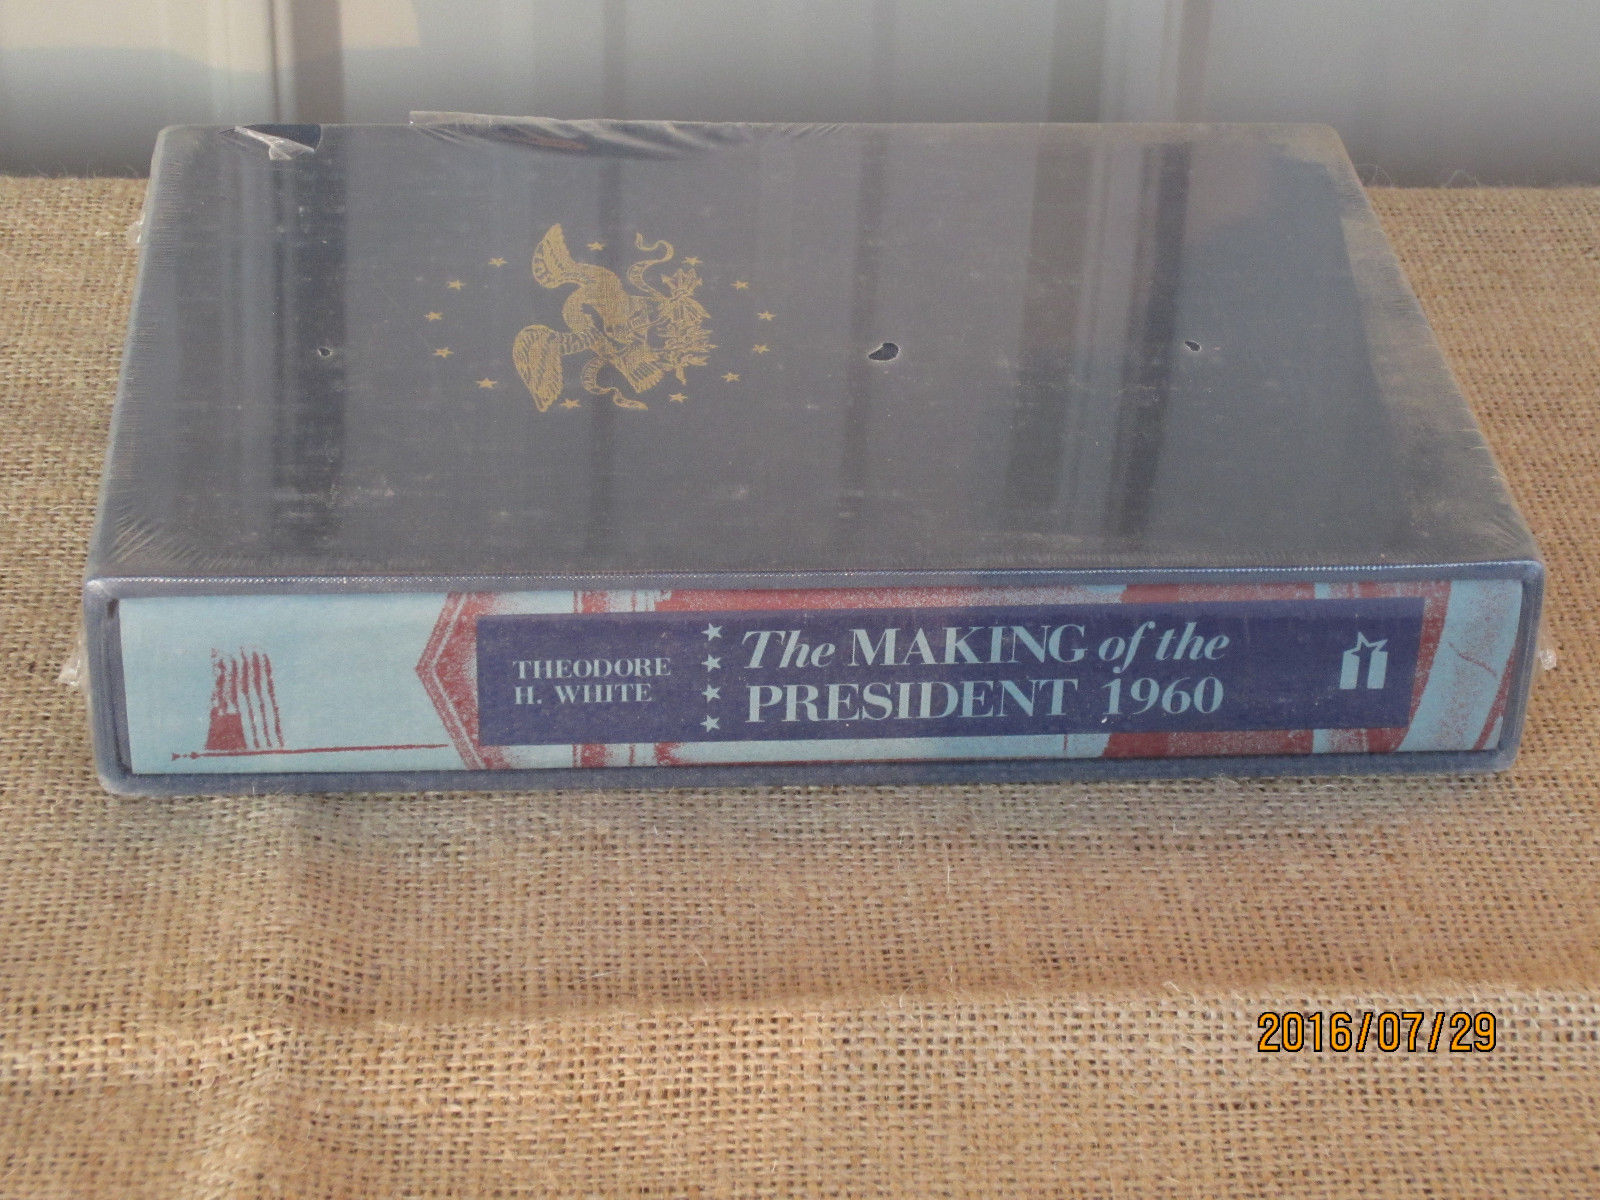 THEODORE
H. WHITE
The MAKING of the
PRESIDENT 1960
2016/07/29